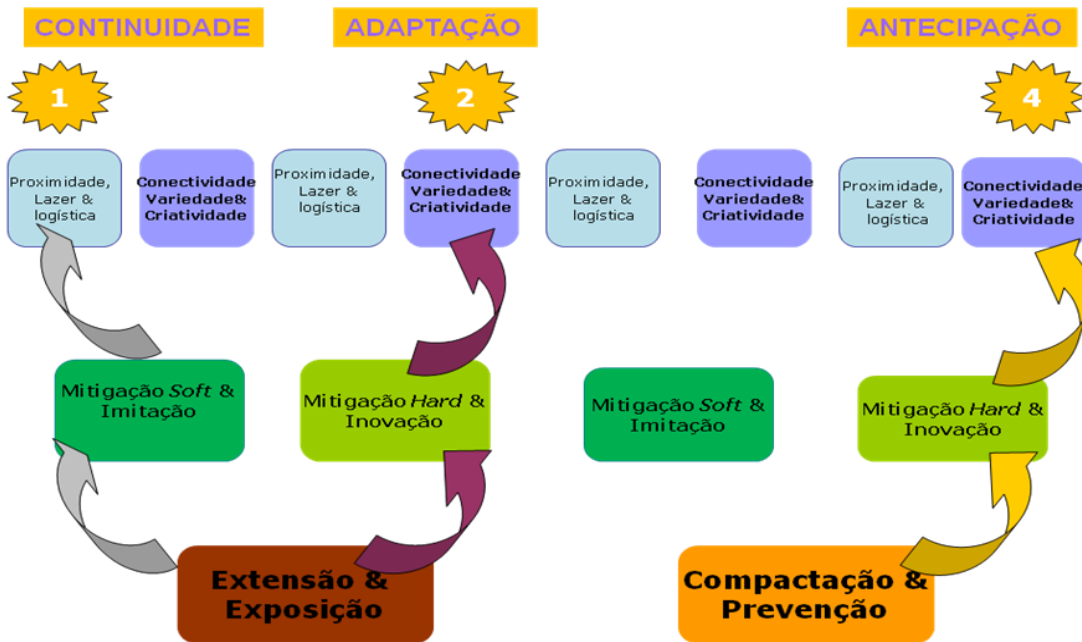 CONTINUIDADE
ADAPTAÇÃO
ANTECIPAÇÃO
1
2
4
Proximidade,
Lazer &
logística
Conectividade
Variedade&
Criatividade
Proximidade,
Lazer &
logística
Conectividade
Variedade&
Criatividade
Proximidade,
Lazer &
logística
Conectividade
Variedade&
Criatividade
Proximidade,
Lazer &
logística
Conectividade
Variedade&
Criatividade
Mitigação Soft &
Imitação
Mitigação Hard &
Inovação
Mitigação Soft &
Imitação
Mitigação Hard &
Inovação
Extensão &
Exposição
Compactação &
Prevenção